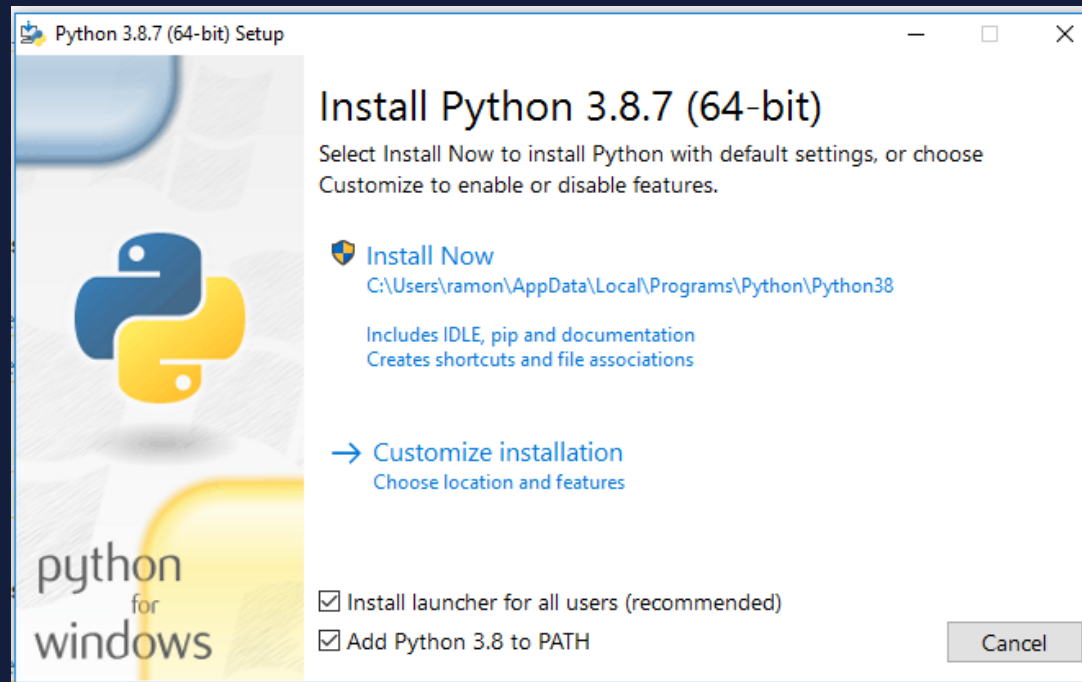 Python 3.8.7 (64-bit) Setup
Install Python 3.8.7 (64-bit)
Select Install Now to install Python with default settings, or choose
Customize to enable or disable features.
Install Now
C:\Users\ramon\AppData\Local\Programs\Python\Python38
Includes IDLE, pip and documentation
Creates shortcuts and file associations
Customize installation
Choose location and features
python
for
windows
Install launcher for all users (recommended)
Add Python 3.8 to PATH
Cancel